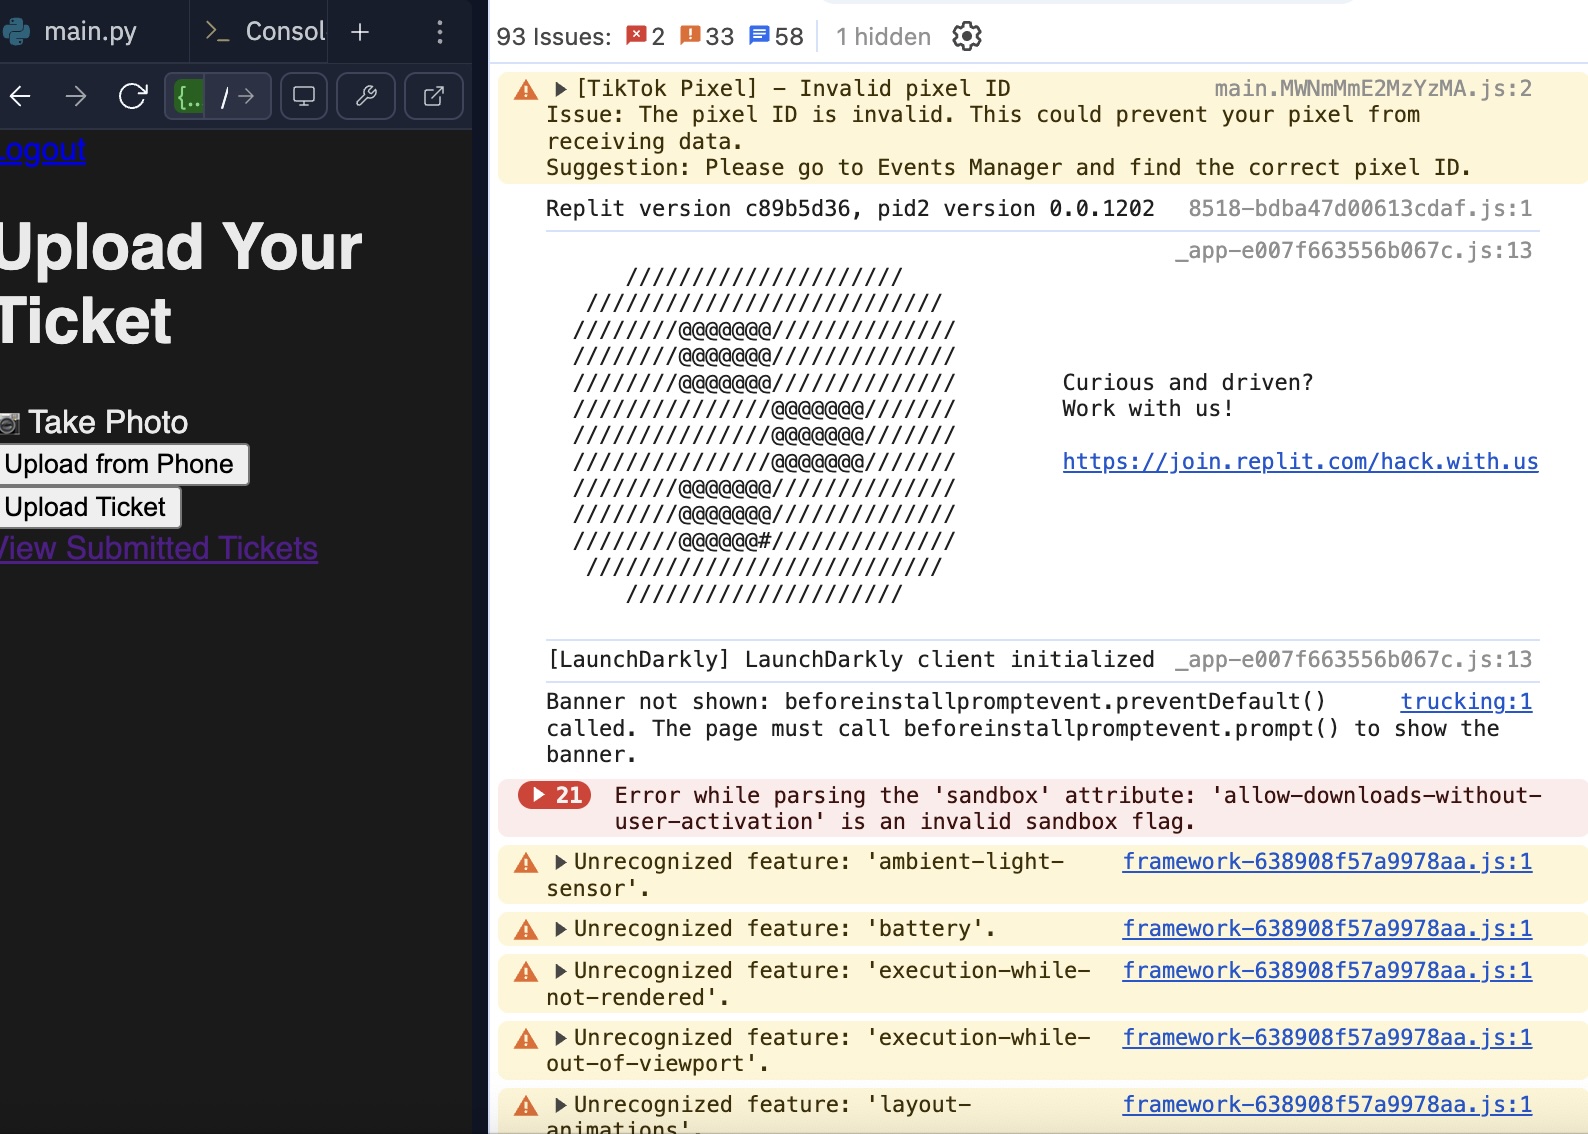 main.py
Consol
/
Logout
Upload Your
Ticket
Take Photo
Upload from Phone
Upload Ticket
View Submitted Tickets
93 Issues: 2 33 58 1 hidden
[TikTok Pixel] – Invalid pixel ID main.MWNmMmE2MzYzMA.js:2
Issue: The pixel ID is invalid. This could prevent your pixel from
receiving data.
Suggestion: Please go to Events Manager and find the correct pixel ID.
Replit version c89b5d36, pid2 version 0.0.1202 8518-bdba47d00613cdaf.js:1
_app-e007f663556b067c.js:13
/////////////////////
///////////////////////////
////////@@@@@@@//////////////
////////@@@@@@@//////////////
////////@@@@@@@////////////// Curious and driven?
///////////////@@@@@@@/////// Work with us!
///////////////@@@@@@@///////
///////////////@@@@@@@/////// https://join.replit.com/hack.with.us
////////@@@@@@@//////////////
////////@@@@@@@//////////////
////////@@@@@@#//////////////
///////////////////////////
/////////////////////
[LaunchDarkly] LaunchDarkly client initialized _app-e007f663556b067c.js:13
Banner not shown: beforeinstallpromptevent.preventDefault() trucking:1
called. The page must call beforeinstallpromptevent.prompt() to show the
banner.
21 Error while parsing the 'sandbox' attribute: 'allow-downloads-without-
user-activation' is an invalid sandbox flag.
Unrecognized feature: 'ambient-light- framework-638908f57a9978aa.js:1
sensor'.
Unrecognized feature: 'battery'. framework-638908f57a9978aa.js:1
Unrecognized feature: 'execution-while- framework-638908f57a9978aa.js:1
not-rendered'.
Unrecognized feature: 'execution-while- framework-638908f57a9978aa.js:1
out-of-viewport'.
Unrecognized feature: 'layout- framework-638908f57a9978aa.js:1
animations'.